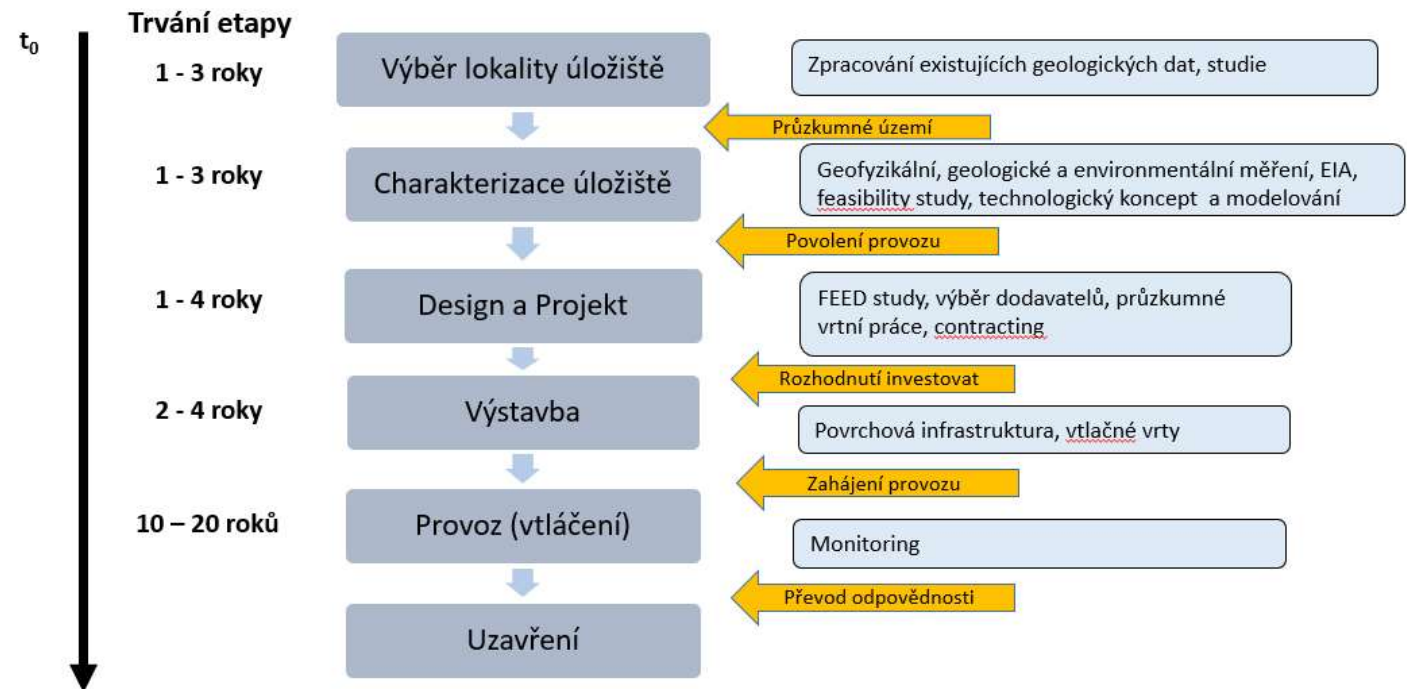 t0
Trvání etapy
1 - 3 roky
Výběr lokality úložiště
Zpracování existujících geologických dat, studie
Průzkumné území
1 - 3 roky
Charakterizace úložiště
Geofyzikální, geologické a environmentální měření, EIA,
feasibility study, technologický koncept a modelování
Povolení provozu
1 - 4 roky
Design a Projekt
FEED study, výběr dodavatelů, průzkumné
vrtní práce, contracting
Rozhodnutí investovat
2 - 4 roky
Výstavba
Povrchová infrastruktura, vtlačné vrty
Zahájení provozu
10 – 20 roků
Provoz (vtláčení)
Monitoring
Převod odpovědnosti
Uzavření